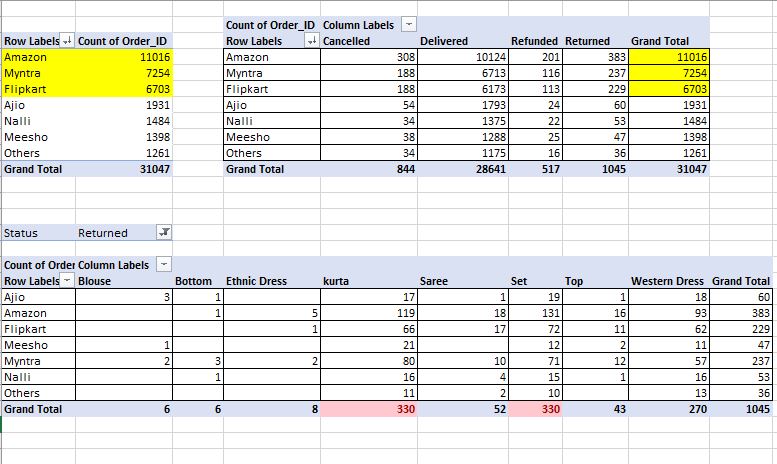 Count of Order_ID Column Labels
Row Labels Count of Order_ID Row Labels Cancelled Delivered Refunded Returned Grand Total
Amazon 11016 Amazon 308 10124 201 383 11016
Myntra 7254 Myntra 188 6713 116 237 7254
Flipkart 6703 Flipkart 188 6173 113 229 6703
Ajio 1931 Ajio 54 1793 24 60 1931
Nalli 1484 Nalli 34 1375 22 53 1484
Meesho 1398 Meesho 38 1288 25 47 1398
Others 1261 Others 34 1175 16 36 1261
Grand Total 31047 Grand Total 844 28641 517 1045 31047
Status Returned
Count of Order Column Labels
Row Labels Blouse Bottom Ethnic Dress kurta Saree Set Top Western Dress Grand Total
Ajio 3 1 17 1 19 1 18 60
Amazon 1 5 119 18 131 16 93 383
Flipkart 1 66 17 72 11 62 229
Meesho 1 21 12 2 11 47
Myntra 2 3 2 80 10 71 12 57 237
Nalli 1 16 4 15 1 16 53
Others 11 2 10 13 36
Grand Total 6 6 8 330 52 330 43 270 1045